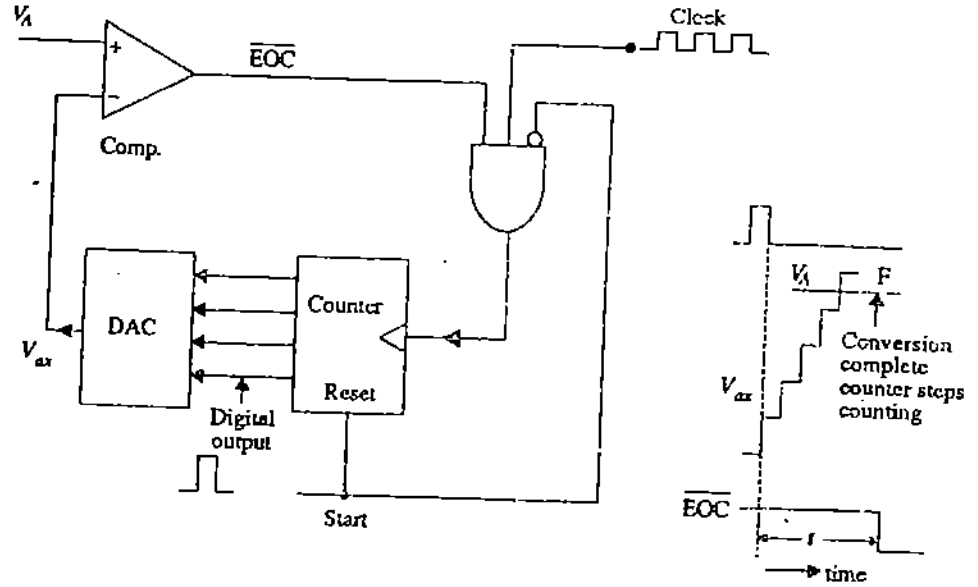 V_A
Clock
+
EOC
−
Comp.
DAC
Counter
V_A
F
Conversion
complete
counter steps
counting
V_ax
Reset
V_ax
Digital
output
Start
EOC
t
time